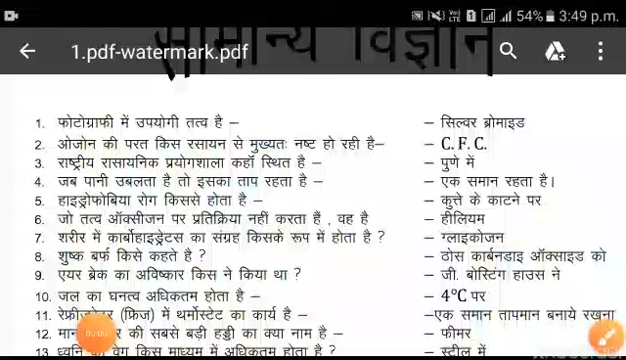 54% 3:49 p.m.
1.pdf-watermark.pdf
सामान्य विज्ञान
1. फोटोग्राफी में उपयोगी तत्व है – – सिल्वर ब्रोमाइड
2. ओजोन की परत किस रसायन से मुख्यतः नष्ट हो रही है– – C. F. C.
3. राष्ट्रीय रासायनिक प्रयोगशाला कहाँ स्थित है – – पुणे में
4. जब पानी उबलता है तो इसका ताप रहता है – – एक समान रहता है।
5. हाइड्रोफोबिया रोग किससे होता है – – कुत्ते के काटने पर
6. जो तत्व ऑक्सीजन पर प्रतिक्रिया नहीं करता हैं , वह है – हीलियम
7. शरीर में कार्बोहाइड्रेटस का संग्रह किसके रूप में होता है ? – ग्लाइकोजन
8. शुष्क बर्फ किसे कहते है ? – ठोस कार्बनडाइ ऑक्साइड को
9. एयर ब्रेक का अविष्कार किस ने किया था ? – जी. बोस्टिंग हाउस ने
10. जल का घनत्व अधिकतम होता है – – 4°C पर
11. (फ्रिज) में थर्मोस्टेट का कार्य है – –एक समान तापमान बनाये रखना
12. की सबसे बड़ी हड्डी का क्या नाम है – – फीमर
13. ध्वनि का वेग किस माध्यम में अधिकतम होता है ? – स्टील में